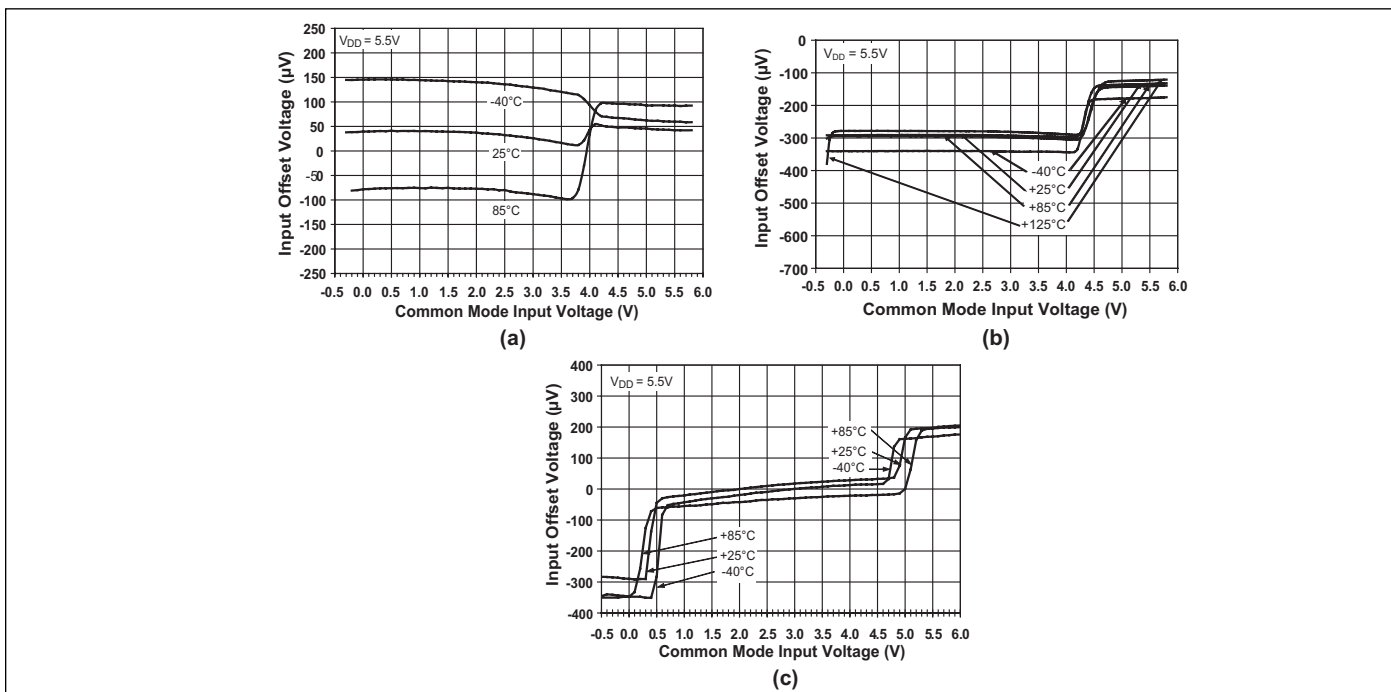 250
200
150
100
50
0
-50
-100
-150
-200
-250
Input Offset Voltage (µV)
VDD = 5.5V
-40°C
25°C
85°C
-0.5 0.0 0.5 1.0 1.5 2.0 2.5 3.0 3.5 4.0 4.5 5.0 5.5 6.0
Common Mode Input Voltage (V)
(a)
0
-100
-200
-300
-400
-500
-600
-700
Input Offset Voltage (µV)
VDD = 5.5V
-40°C
+25°C
+85°C
+125°C
-0.5 0.0 0.5 1.0 1.5 2.0 2.5 3.0 3.5 4.0 4.5 5.0 5.5 6.0
Common Mode Input Voltage (V)
(b)
400
300
200
100
0
-100
-200
-300
-400
Input Offset Voltage (µV)
VDD = 5.5V
+85°C
+25°C
-40°C
+85°C
+25°C
-40°C
-0.5 0.0 0.5 1.0 1.5 2.0 2.5 3.0 3.5 4.0 4.5 5.0 5.5 6.0
Common Mode Input Voltage (V)
(c)